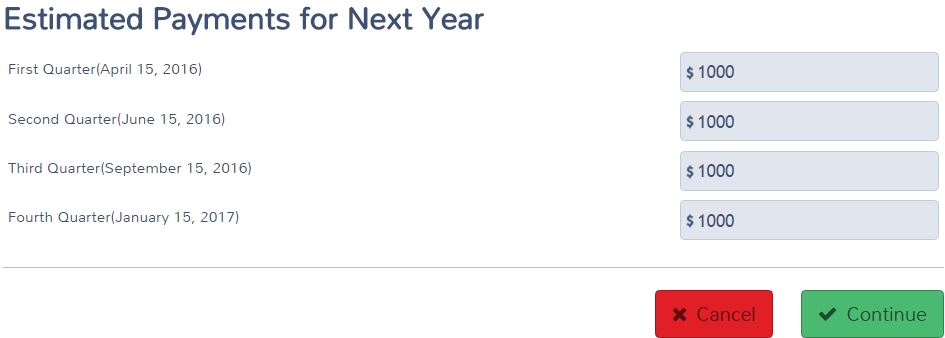 Estimated Payments for Next Year
First Quarter(April 15, 2016) $ 1000
Second Quarter(June 15, 2016) $ 1000
Third Quarter(September 15, 2016) $ 1000
Fourth Quarter(January 15, 2017) $ 1000
Cancel Continue